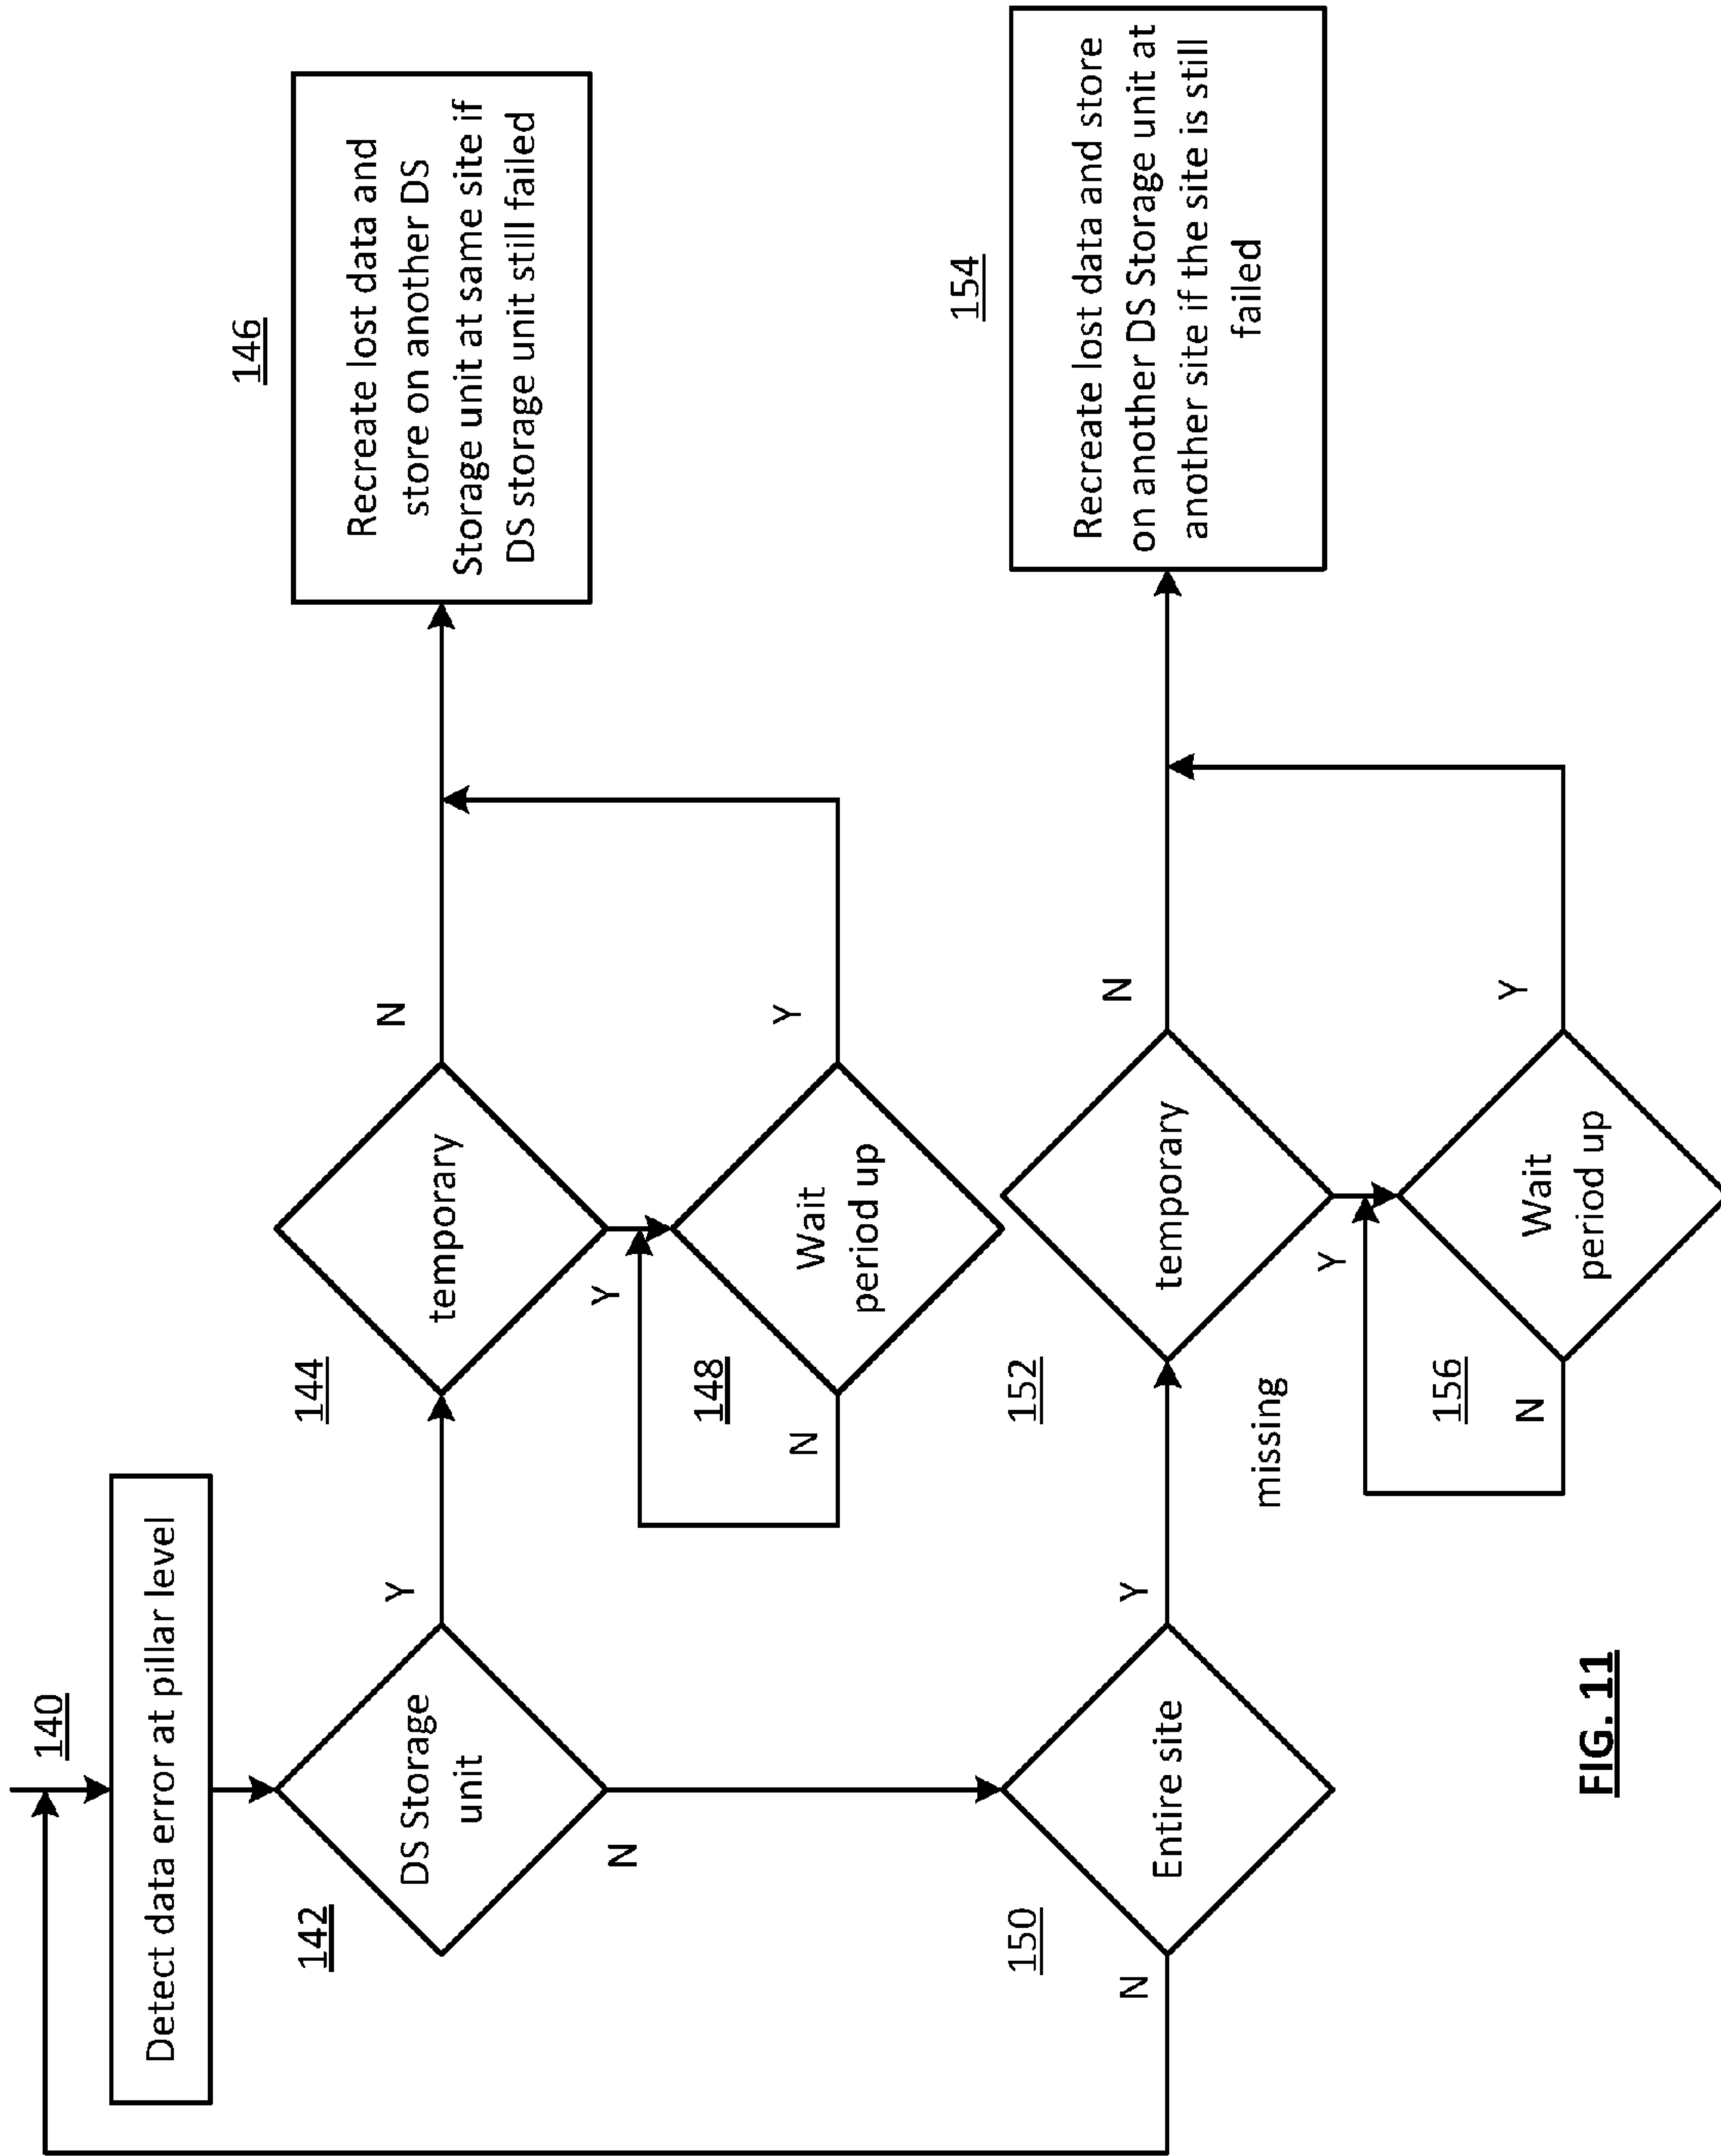 140
Detect data error at pillar level
142
DS Storage
unit
Y
N
144
temporary
N
Y
146
Recreate lost data and
store on another DS
Storage unit at same site if
DS storage unit still failed
148
Wait
period up
Y
N
150
Entire site
Y
N
152
temporary
N
Y
missing
154
Recreate lost data and store
on another DS Storage unit at
another site if the site is still
failed
156
Wait
period up
Y
N
FIG. 11